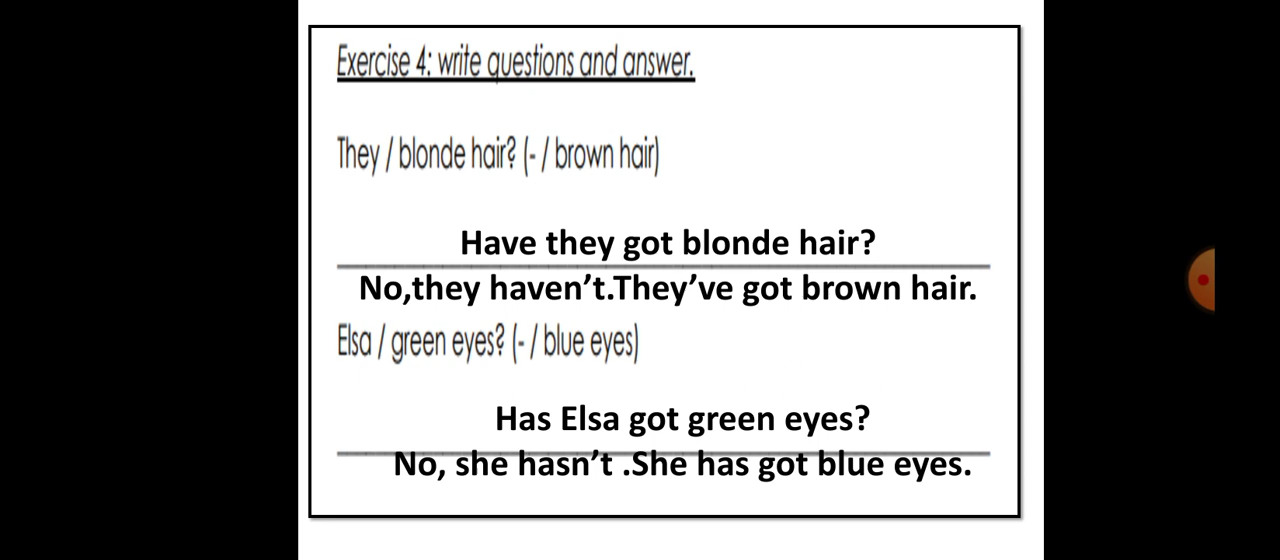 Exercise 4: write questions and answer.
They / blonde hair? (- / brown hair)
Have they got blonde hair?
No,they haven’t.They’ve got brown hair.
Elsa / green eyes? (- / blue eyes)
Has Elsa got green eyes?
No, she hasn’t .She has got blue eyes.